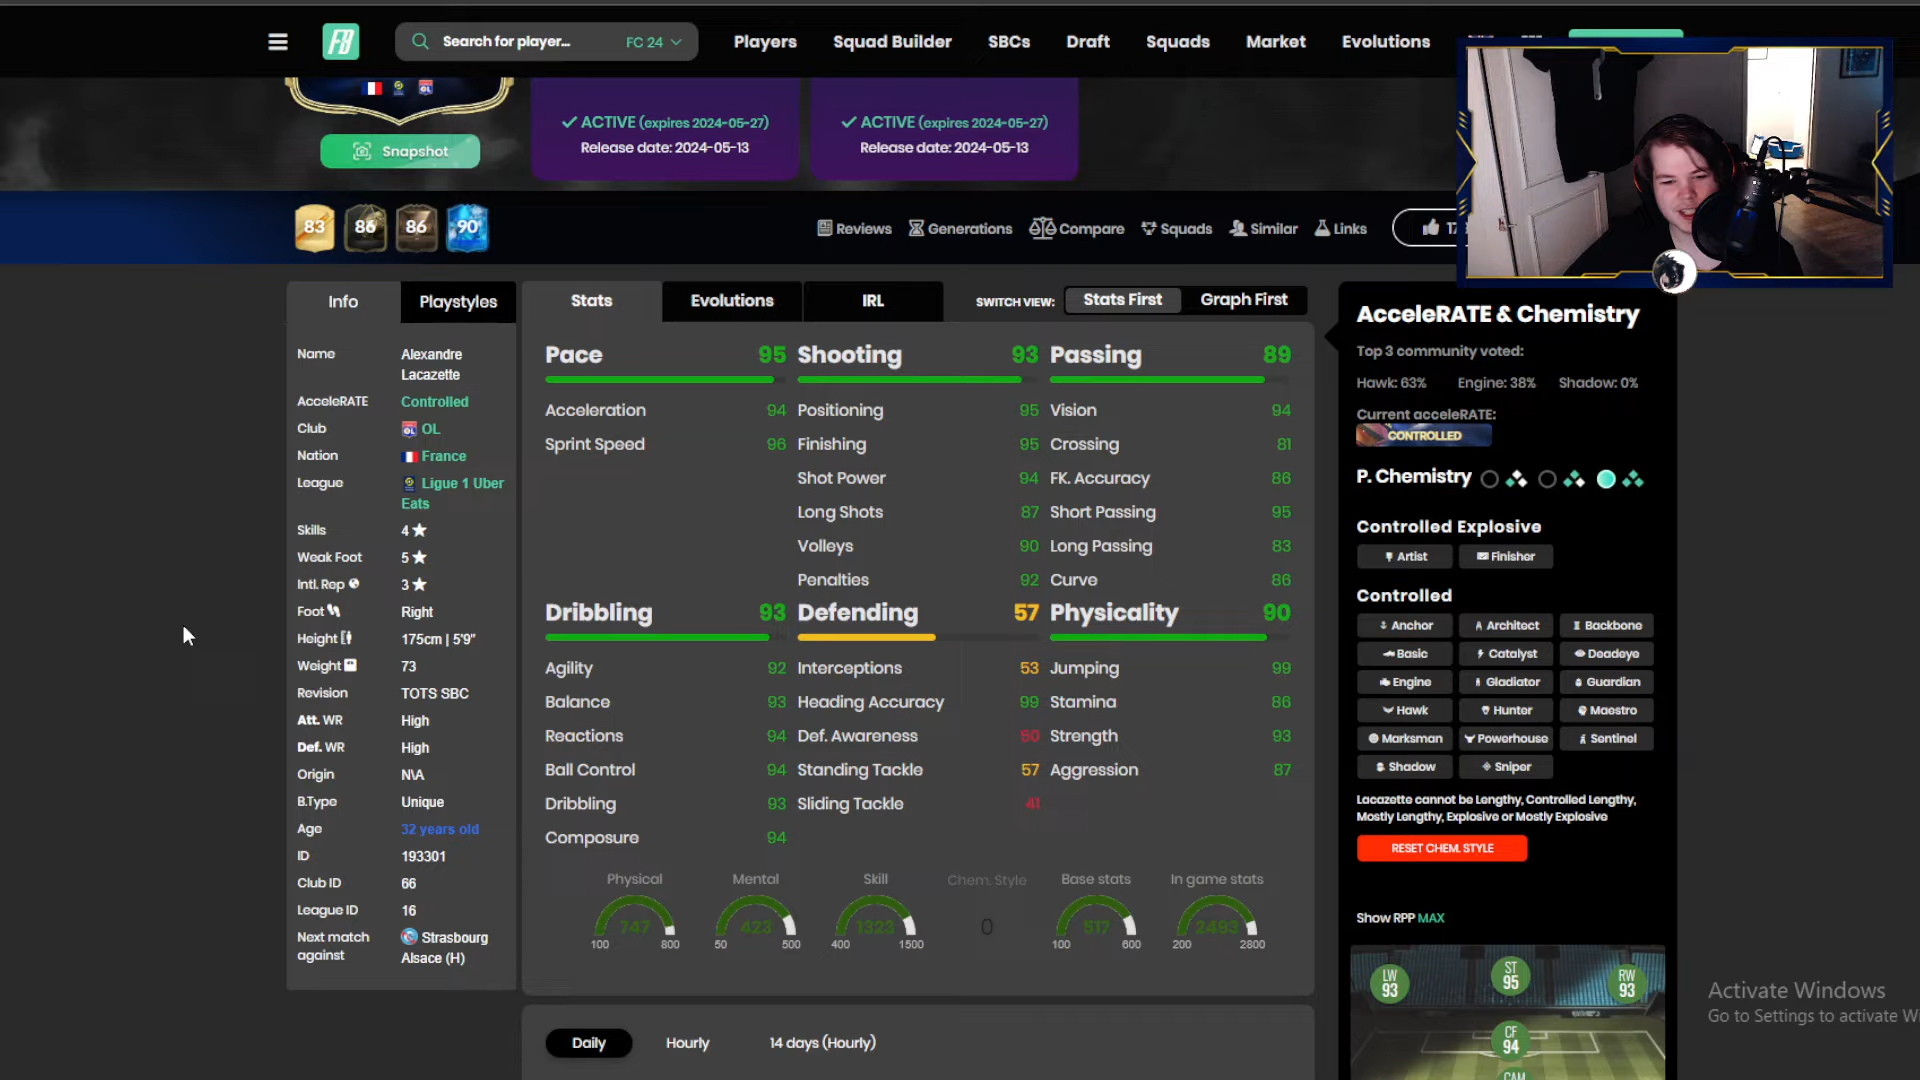 FB
Search for player...
FC 24
Players
Squad Builder
SBCs
Draft
Squads
Market
Evolutions
OL
ACTIVE (expires 2024-05-27)
Release date: 2024-05-13
ACTIVE (expires 2024-05-27)
Release date: 2024-05-13
Snapshot
83
86
86
90
Reviews
Generations
Compare
Squads
Similar
Links
Info
Playstyles
Name Alexandre
Lacazette
AcceleRATE Controlled
Club OL
Nation France
League Ligue 1 Uber
Eats
Skills 4
Weak Foot 5
Intl. Rep 3
Foot Right
Height 175cm | 5'9"
Weight 73
Revision TOTS SBC
Att. WR High
Def. WR High
Origin N\A
B.Type Unique
Age 32 years old
ID 193301
Club ID 66
League ID 16
Next match Strasbourg
against Alsace (H)
Stats
Evolutions
IRL
SWITCH VIEW:
Stats First
Graph First
Pace 95
Acceleration 94
Sprint Speed 96
Shooting 93
Positioning 95
Finishing 95
Shot Power 94
Long Shots 87
Volleys 90
Penalties 92
Passing 89
Vision 94
Crossing 81
FK. Accuracy 86
Short Passing 95
Long Passing 83
Curve 86
Dribbling 93
Agility 92
Balance 93
Reactions 94
Ball Control 94
Dribbling 93
Composure 94
Defending 57
Interceptions 53
Heading Accuracy 99
Def. Awareness 50
Standing Tackle 57
Sliding Tackle 41
Physicality 90
Jumping 99
Stamina 86
Strength 93
Aggression 87
Physical
747
100 800
Mental
423
50 500
Skill
1323
400 1500
Chem. Style
0
Base stats
517
100 600
In game stats
2493
200 2800
Daily
Hourly
14 days (Hourly)
AcceleRATE & Chemistry
Top 3 community voted:
Hawk: 63% Engine: 38% Shadow: 0%
Current acceleRATE:
CONTROLLED
P. Chemistry
Controlled Explosive
Artist
Finisher
Controlled
Anchor
Architect
Backbone
Basic
Catalyst
Deadeye
Engine
Gladiator
Guardian
Hawk
Hunter
Maestro
Marksman
Powerhouse
Sentinel
Shadow
Sniper
Lacazette cannot be Lengthy, Controlled Lengthy,
Mostly Lengthy, Explosive or Mostly Explosive
RESET CHEM. STYLE
Show RPP MAX
LW
93
ST
95
RW
93
CF
94
CAM
Activate Windows
Go to Settings to activate Wi